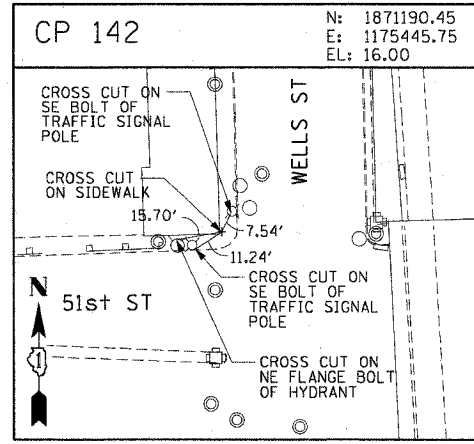 CP 142
N: 1871190.45
E: 1175445.75
EL: 16.00
CROSS CUT ON
SE BOLT OF
TRAFFIC SIGNAL
POLE
WELLS ST
CROSS CUT
ON SIDEWALK
15.70'
7.54'
11.24'
CROSS CUT ON
SE BOLT OF
TRAFFIC SIGNAL
POLE
N
51st ST
1
CROSS CUT ON
NE FLANGE BOLT
OF HYDRANT